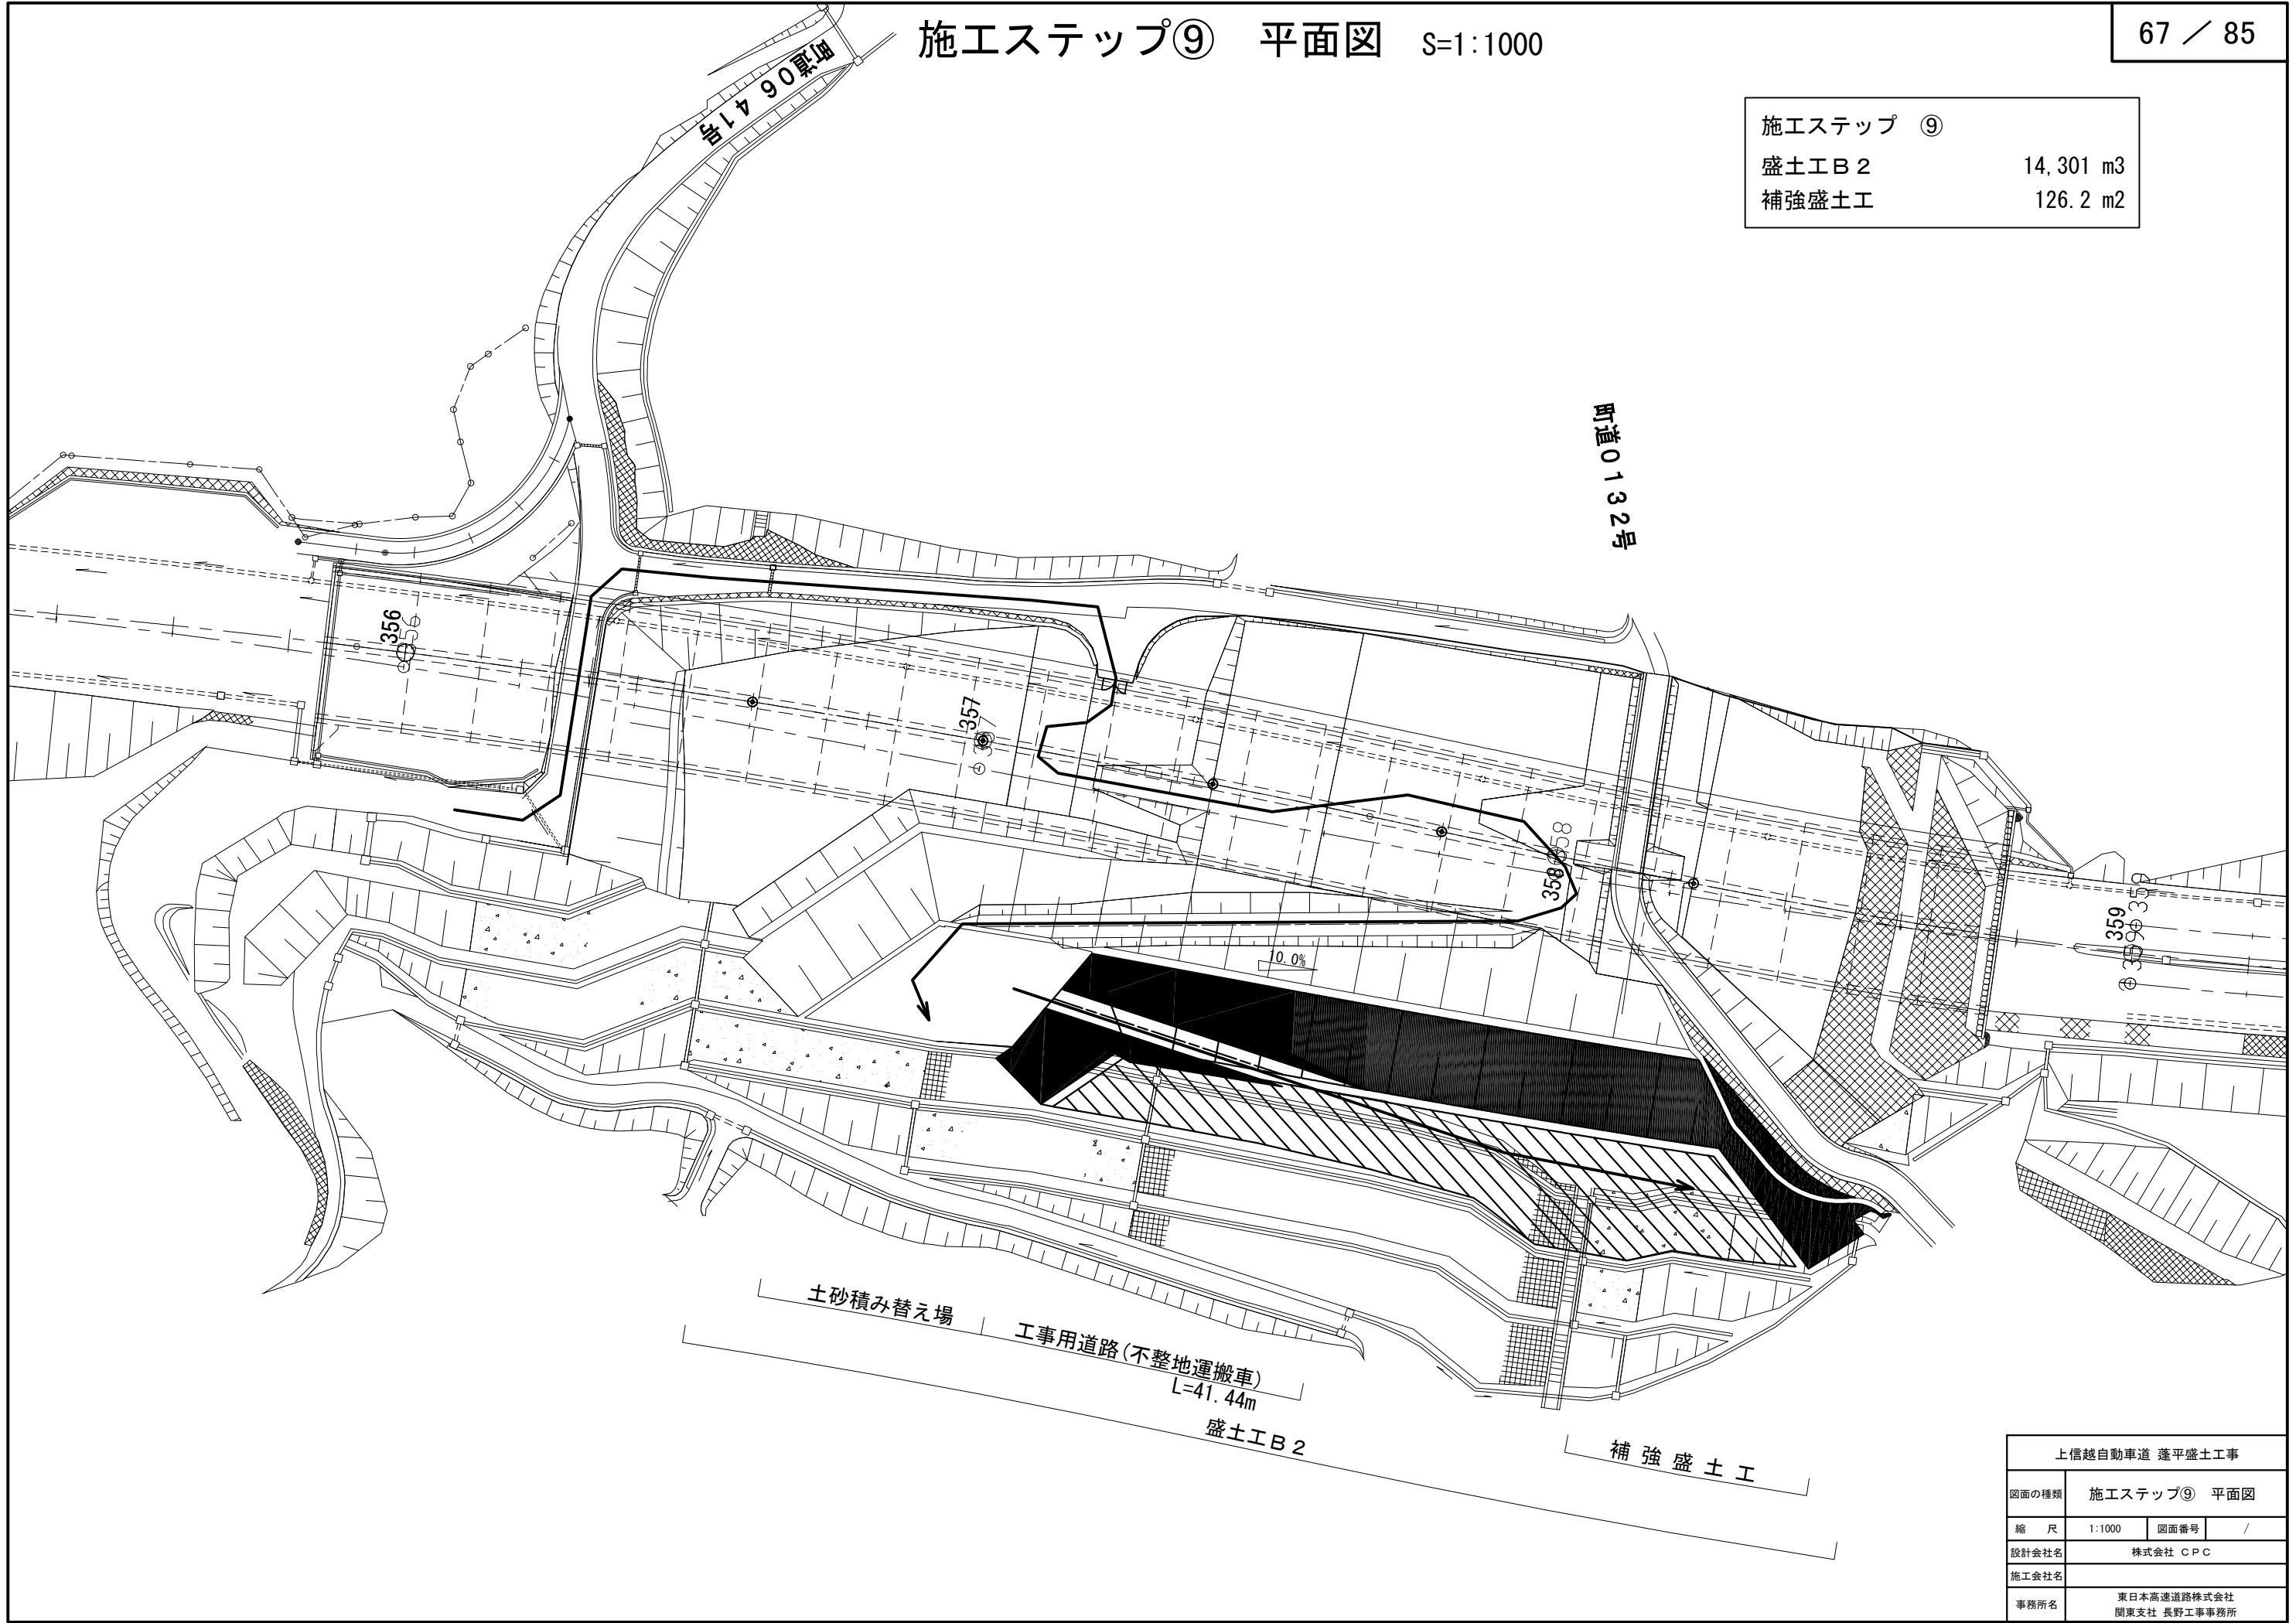 施工ステップ⑨　平面図　S=1:1000
67 ／ 85
施工ステップ　⑨
盛土工Ｂ２　14,301 m3
補強盛土工　126.2 m2
町道０６４１号
町道０１３２号
356
357
358
358
359
359
10.0%
土砂積み替え場
工事用道路(不整地運搬車)
L=41.44m
盛土工Ｂ２
補 強 盛 土 工
上信越自動車道 蓬平盛土工事
図面の種類　施工ステップ⑨　平面図
縮　尺　1:1000　図面番号　/
設計会社名　株式会社 ＣＰＣ
施工会社名
事務所名　東日本高速道路株式会社
関東支社 長野工事事務所